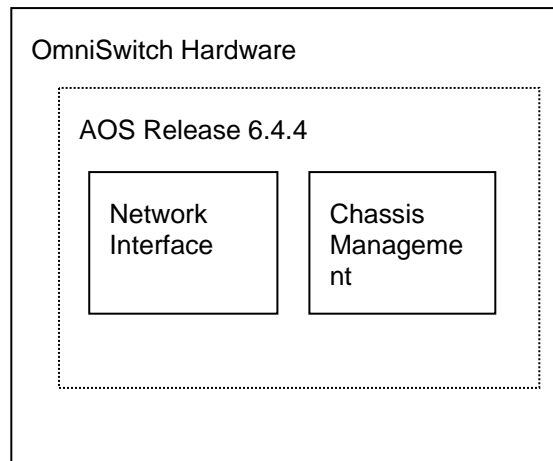 OmniSwitch Hardware
AOS Release 6.4.4
Network
Interface
Chassis
Manageme
nt